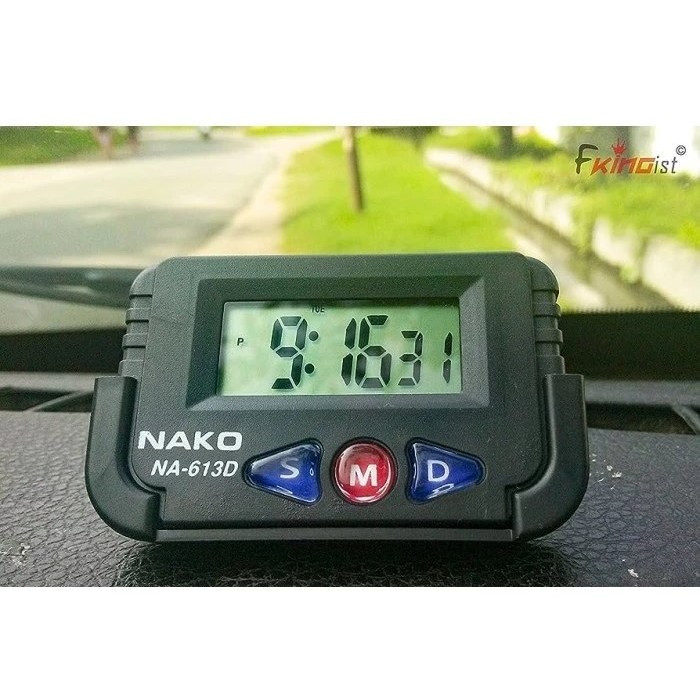 FKINGist©
TUE
P 9:16 31
NAKO
NA-613D
S M D